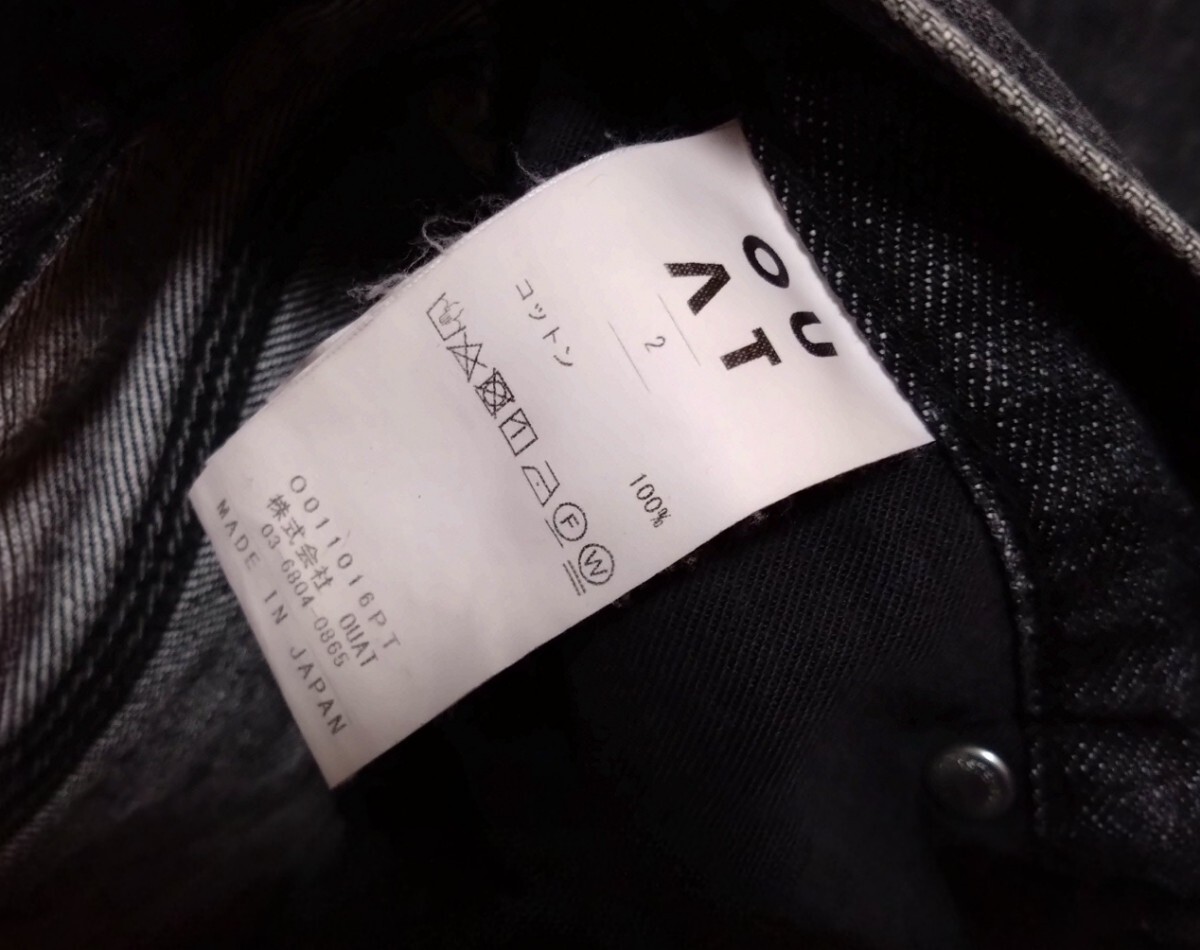 OU
AT
2
コットン 100%
F W
0011016PT
株式会社 OUAT
03-6804-0865
MADE IN JAPAN